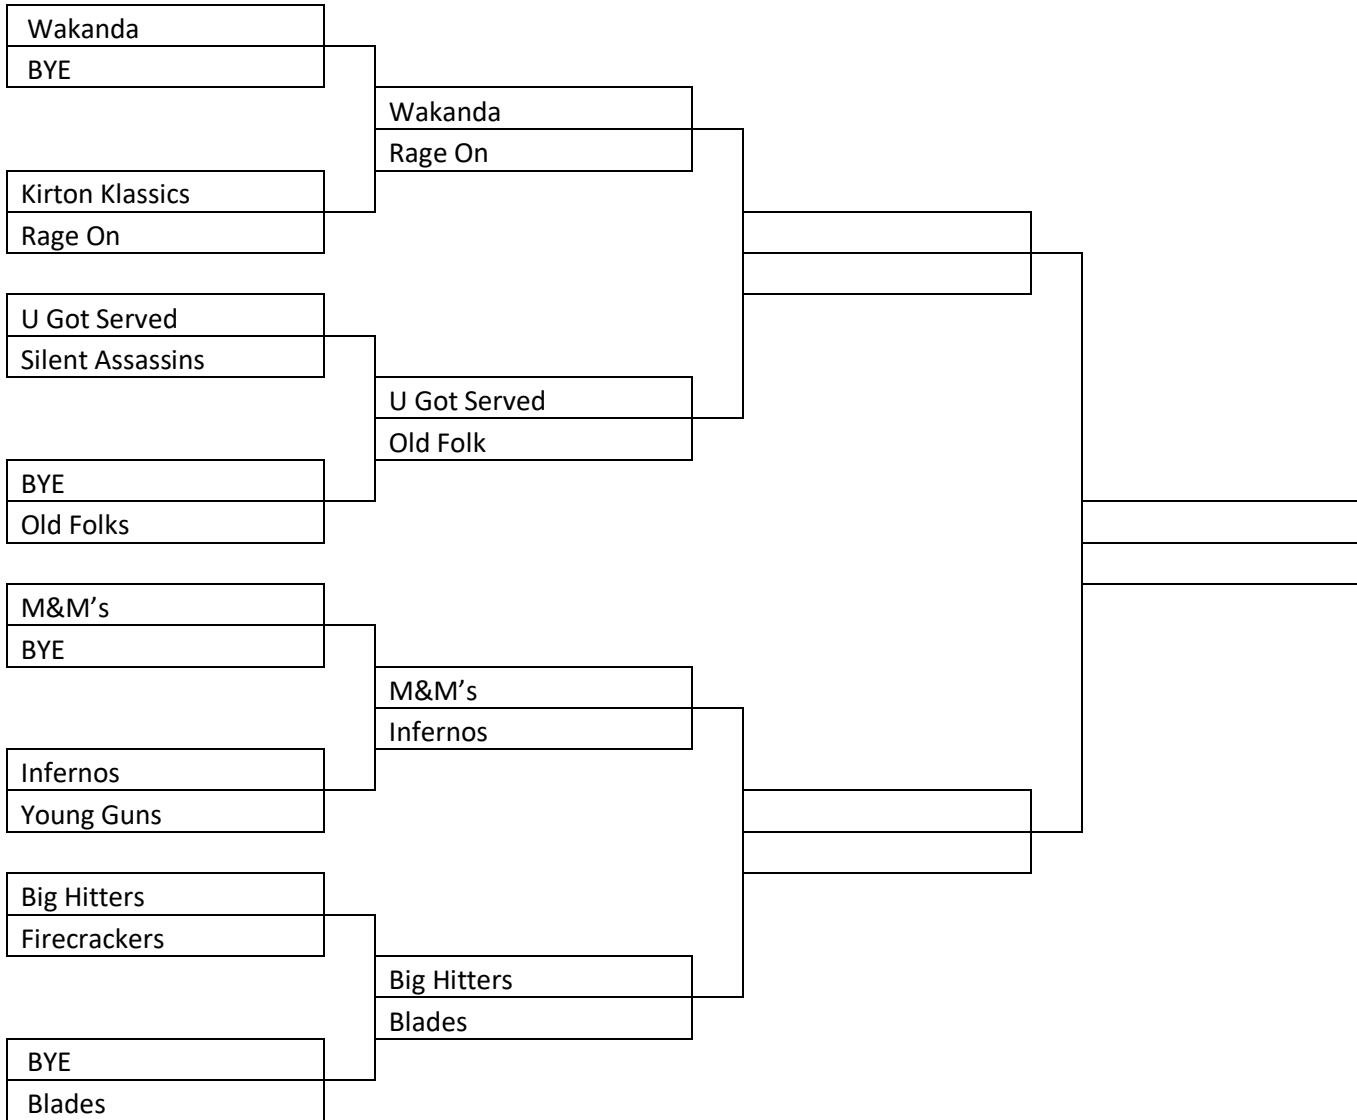 Wakanda
BYE
Kirton Klassics
Rage On
U Got Served
Silent Assassins
BYE
Old Folks
M&M’s
BYE
Infernos
Young Guns
Big Hitters
Firecrackers
BYE
Blades
Wakanda
Rage On
U Got Served
Old Folk
M&M’s
Infernos
Big Hitters
Blades